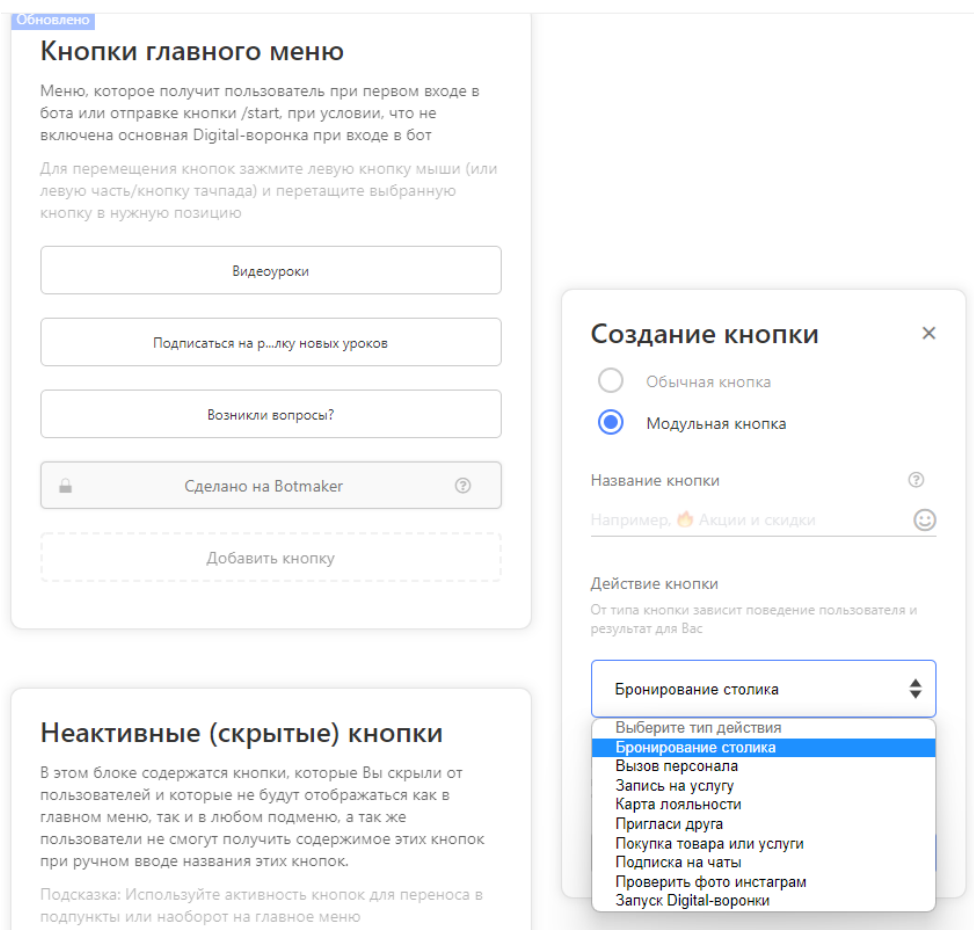 Обновлено
Кнопки главного меню
Меню, которое получит пользователь при первом входе в
бота или отправке кнопки /start, при условии, что не
включена основная Digital-воронка при входе в бот
Для перемещения кнопок зажмите левую кнопку мыши (или
левую часть/кнопку тачпада) и перетащите выбранную
кнопку в нужную позицию
Видеоуроки
Подписаться на р...лку новых уроков
Возникли вопросы?
Сделано на Botmaker
Добавить кнопку
Неактивные (скрытые) кнопки
В этом блоке содержатся кнопки, которые Вы скрыли от
пользователей и которые не будут отображаться как в
главном меню, так и в любом подменю, а так же
пользователи не смогут получить содержимое этих кнопок
при ручном вводе названия этих кнопок.
Подсказка: Используйте активность кнопок для переноса в
подпункты или наоборот на главное меню
Создание кнопки
Обычная кнопка
Модульная кнопка
Название кнопки
Например, 🔥 Акции и скидки
Действие кнопки
От типа кнопки зависит поведение пользователя и
результат для Вас
Бронирование столика
Выберите тип действия
Бронирование столика
Вызов персонала
Запись на услугу
Карта лояльности
Пригласи друга
Покупка товара или услуги
Подписка на чаты
Проверить фото инстаграм
Запуск Digital-воронки